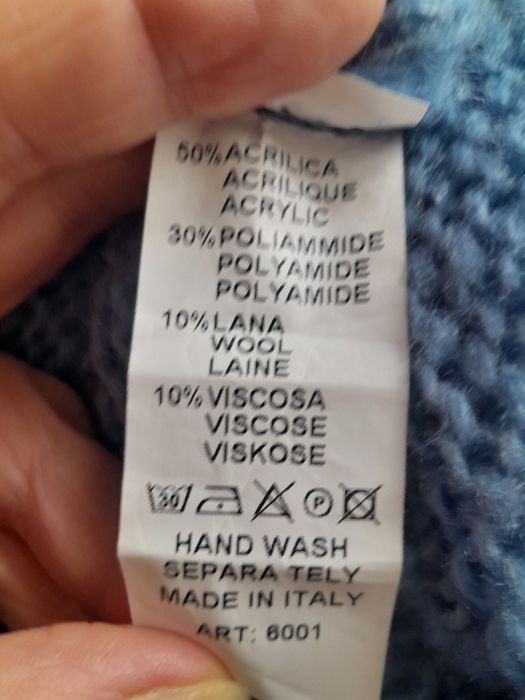 50% ACRILICA
ACRILIQUE
ACRYLIC
30% POLIAMMIDE
POLYAMIDE
POLYAMIDE
10% LANA
WOOL
LAINE
10% VISCOSA
VISCOSE
VISKOSE
30 P
HAND WASH
SEPARA TELY
MADE IN ITALY
ART: 6001